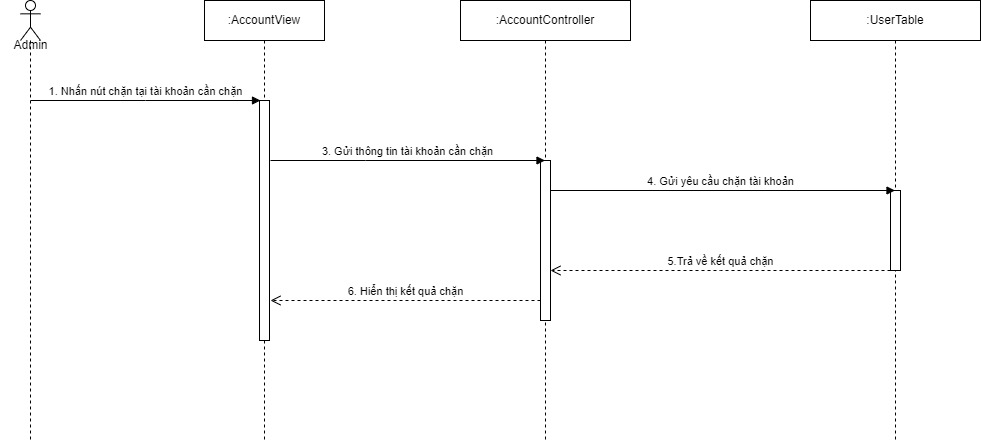 :AccountView
:AccountController
:UserTable
Admin
1. Nhấn nút chặn tại tài khoản cần chặn
3. Gửi thông tin tài khoản cần chặn
4. Gửi yêu cầu chặn tài khoản
5.Trả về kết quả chặn
6. Hiển thị kết quả chặn